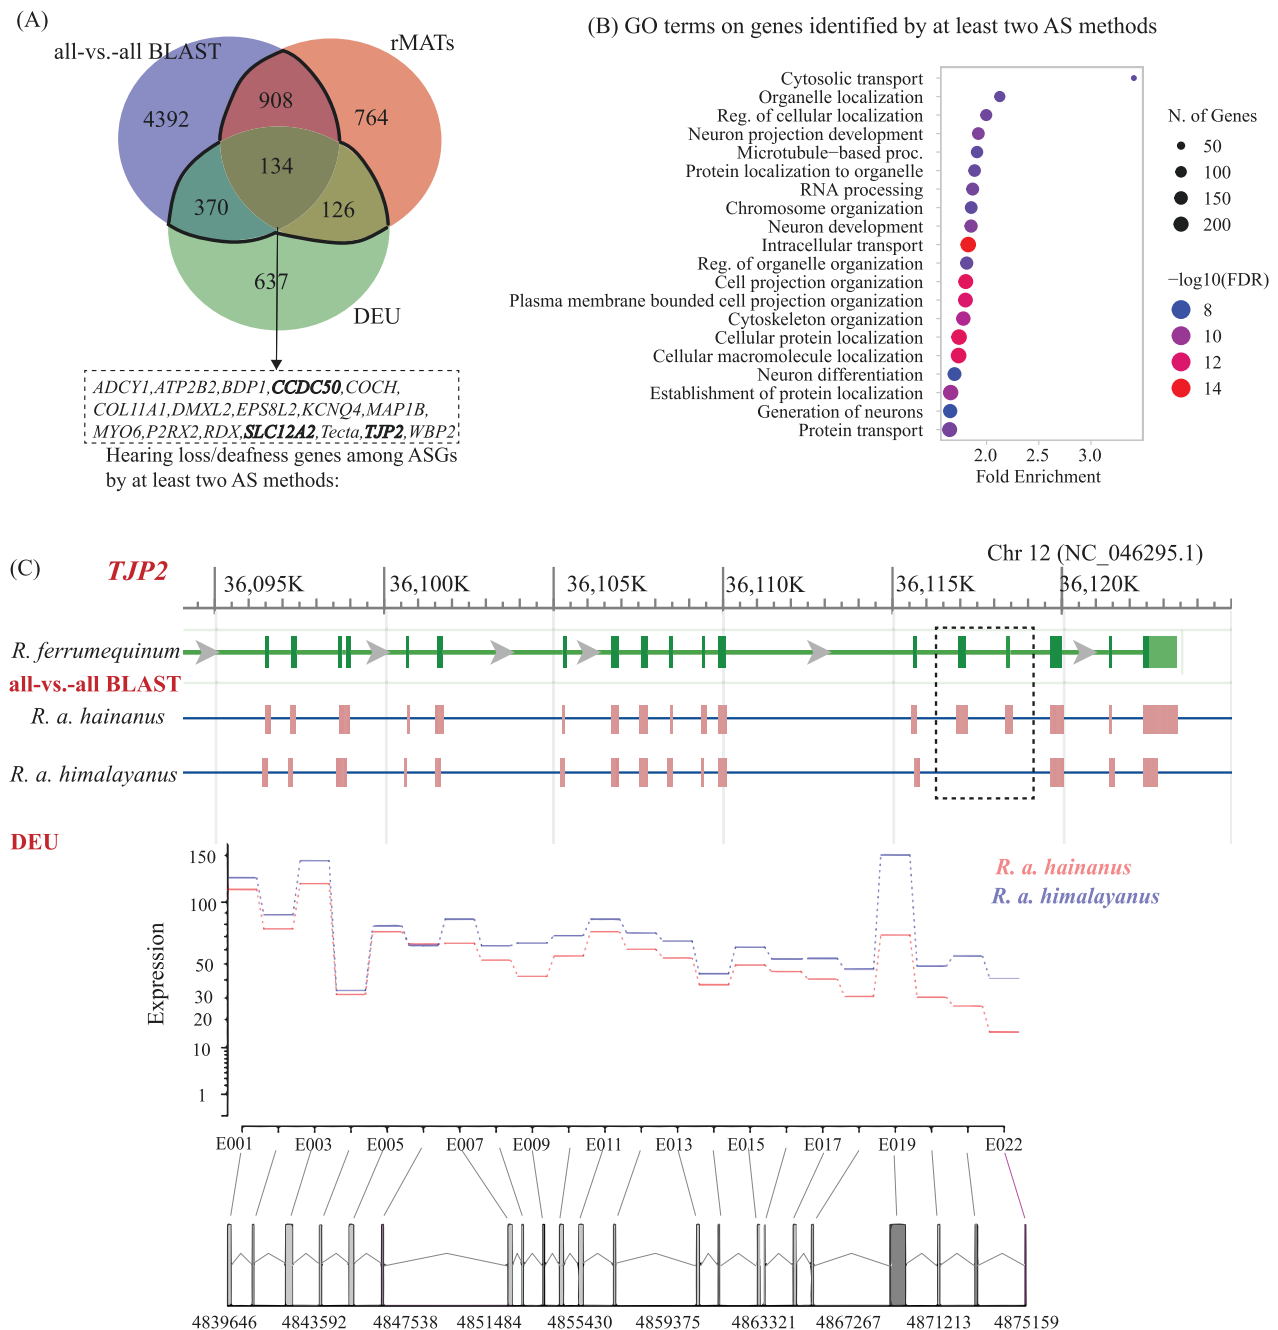 (A)
all-vs.-all BLAST
rMATs
4392
908
764
134
370
126
637
DEU
ADCY1,ATP2B2,BDP1,CCDC50,COCH,
COL11A1,DMXL2,EPS8L2,KCNQ4,MAP1B,
MYO6,P2RX2,RDX,SLC12A2,Tecta,TJP2,WBP2
Hearing loss/deafness genes among ASGs
by at least two AS methods:
(B) GO terms on genes identified by at least two AS methods
Cytosolic transport
Organelle localization
Reg. of cellular localization
Neuron projection development
Microtubule−based proc.
Protein localization to organelle
RNA processing
Chromosome organization
Neuron development
Intracellular transport
Reg. of organelle organization
Cell projection organization
Plasma membrane bounded cell projection organization
Cytoskeleton organization
Cellular protein localization
Cellular macromolecule localization
Neuron differentiation
Establishment of protein localization
Generation of neurons
Protein transport
2.0 2.5 3.0
Fold Enrichment
N. of Genes
50
100
150
200
−log10(FDR)
8
10
12
14
(C)
TJP2
Chr 12 (NC_046295.1)
36,095K 36,100K 36,105K 36,110K 36,115K 36,120K
R. ferrumequinum
all-vs.-all BLAST
R. a. hainanus
R. a. himalayanus
DEU
R. a. hainanus
R. a. himalayanus
Expression
150
100
50
30
20
10
1
E001 E003 E005 E007 E009 E011 E013 E015 E017 E019 E022
4839646 4843592 4847538 4851484 4855430 4859375 4863321 4867267 4871213 4875159